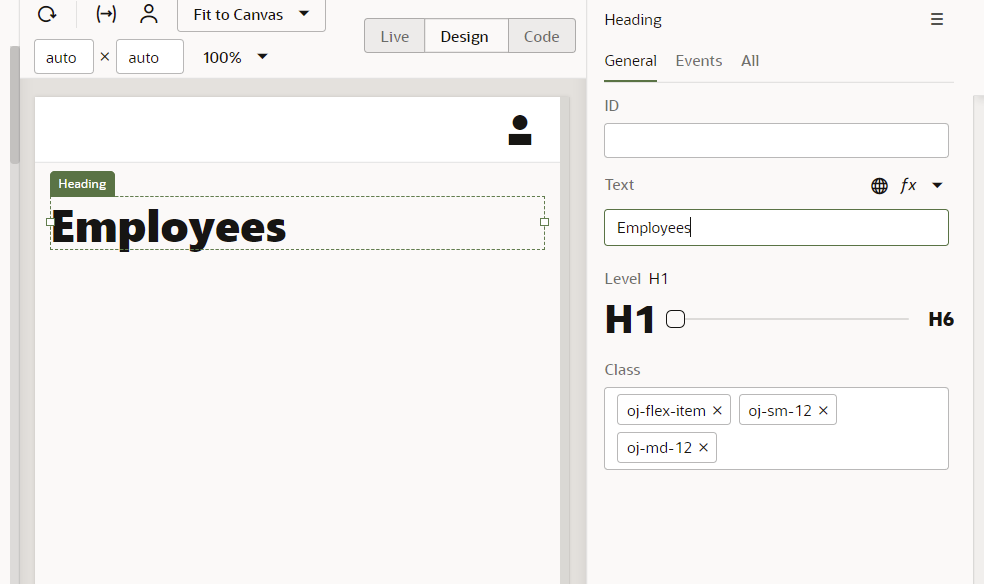 Fit to Canvas
auto × auto 100%
Live Design Code
Heading
Employees
Heading
General Events All
ID
Text fx
Employees
Level H1
H1 H6
Class
oj-flex-item × oj-sm-12 ×
oj-md-12 ×